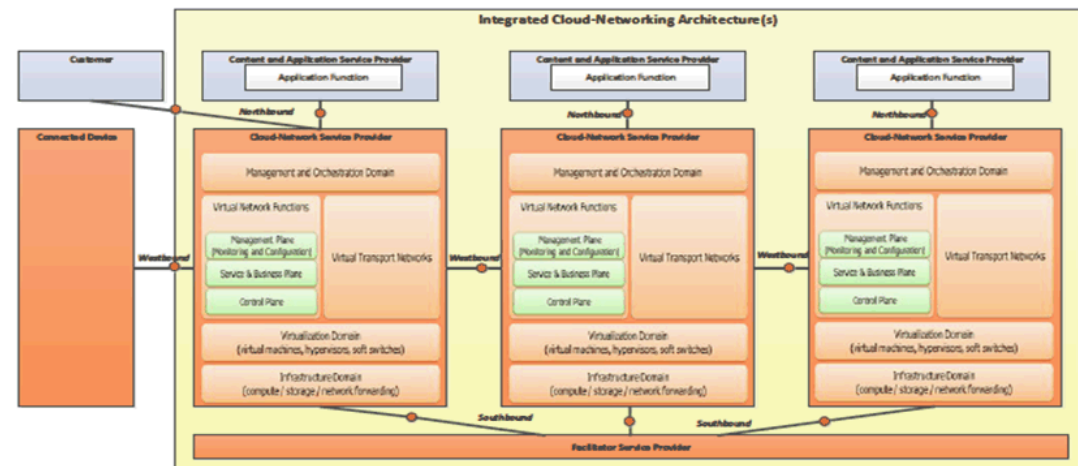 Integrated Cloud-Networking Architecture(s)
Customer
Content and Application Service Provider
Application Function
Content and Application Service Provider
Application Function
Content and Application Service Provider
Application Function
Northbound
Northbound
Northbound
Connected Device
Cloud-Network Service Provider
Management and Orchestration Domain
Virtual Network Functions
Management Plane
(Monitoring and Configuration)
Service & Business Plane
Control Plane
Virtual Transport Networks
Virtualization Domain
(virtual machines, hypervisors, soft switches)
Infrastructure Domain
(compute / storage / network forwarding)
Cloud-Network Service Provider
Management and Orchestration Domain
Virtual Network Functions
Management Plane
(Monitoring and Configuration)
Service & Business Plane
Control Plane
Virtual Transport Networks
Virtualization Domain
(virtual machines, hypervisors, soft switches)
Infrastructure Domain
(compute / storage / network forwarding)
Cloud-Network Service Provider
Management and Orchestration Domain
Virtual Network Functions
Management Plane
(Monitoring and Configuration)
Service & Business Plane
Control Plane
Virtual Transport Networks
Virtualization Domain
(virtual machines, hypervisors, soft switches)
Infrastructure Domain
(compute / storage / network forwarding)
Westbound
Westbound
Westbound
Southbound
Southbound
Facilitator Service Provider